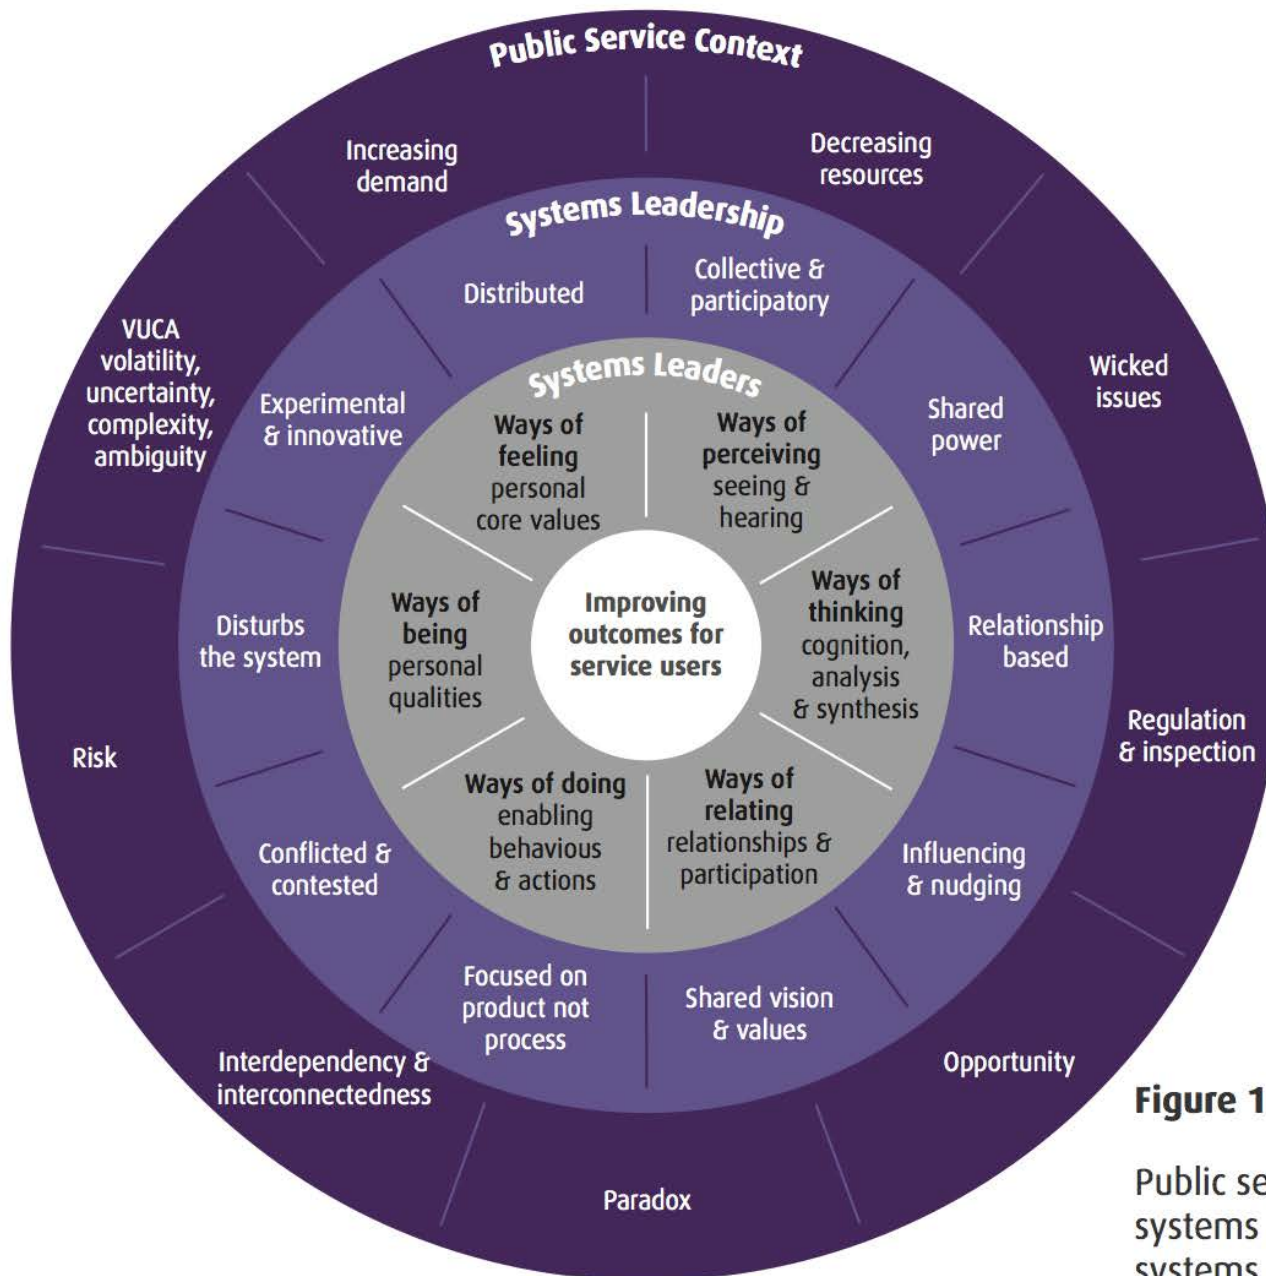 Public Service Context
Increasing
demand
Decreasing
resources
Wicked
issues
Regulation
& inspection
Opportunity
Paradox
Interdependency &
interconnectedness
Risk
VUCA
volatility,
uncertainty,
complexity,
ambiguity
Systems Leadership
Distributed
Collective &
participatory
Shared
power
Relationship
based
Influencing
& nudging
Shared vision
& values
Focused on
product not
process
Conflicted &
contested
Disturbs
the system
Experimental
& innovative
Systems Leaders
Ways of
feeling
personal
core values
Ways of
perceiving
seeing &
hearing
Ways of
thinking
cognition,
analysis
& synthesis
Ways of
relating
relationships &
participation
Ways of doing
enabling
behavious
& actions
Ways of
being
personal
qualities
Improving
outcomes for
service users
Figure 1
Public se
systems
systems